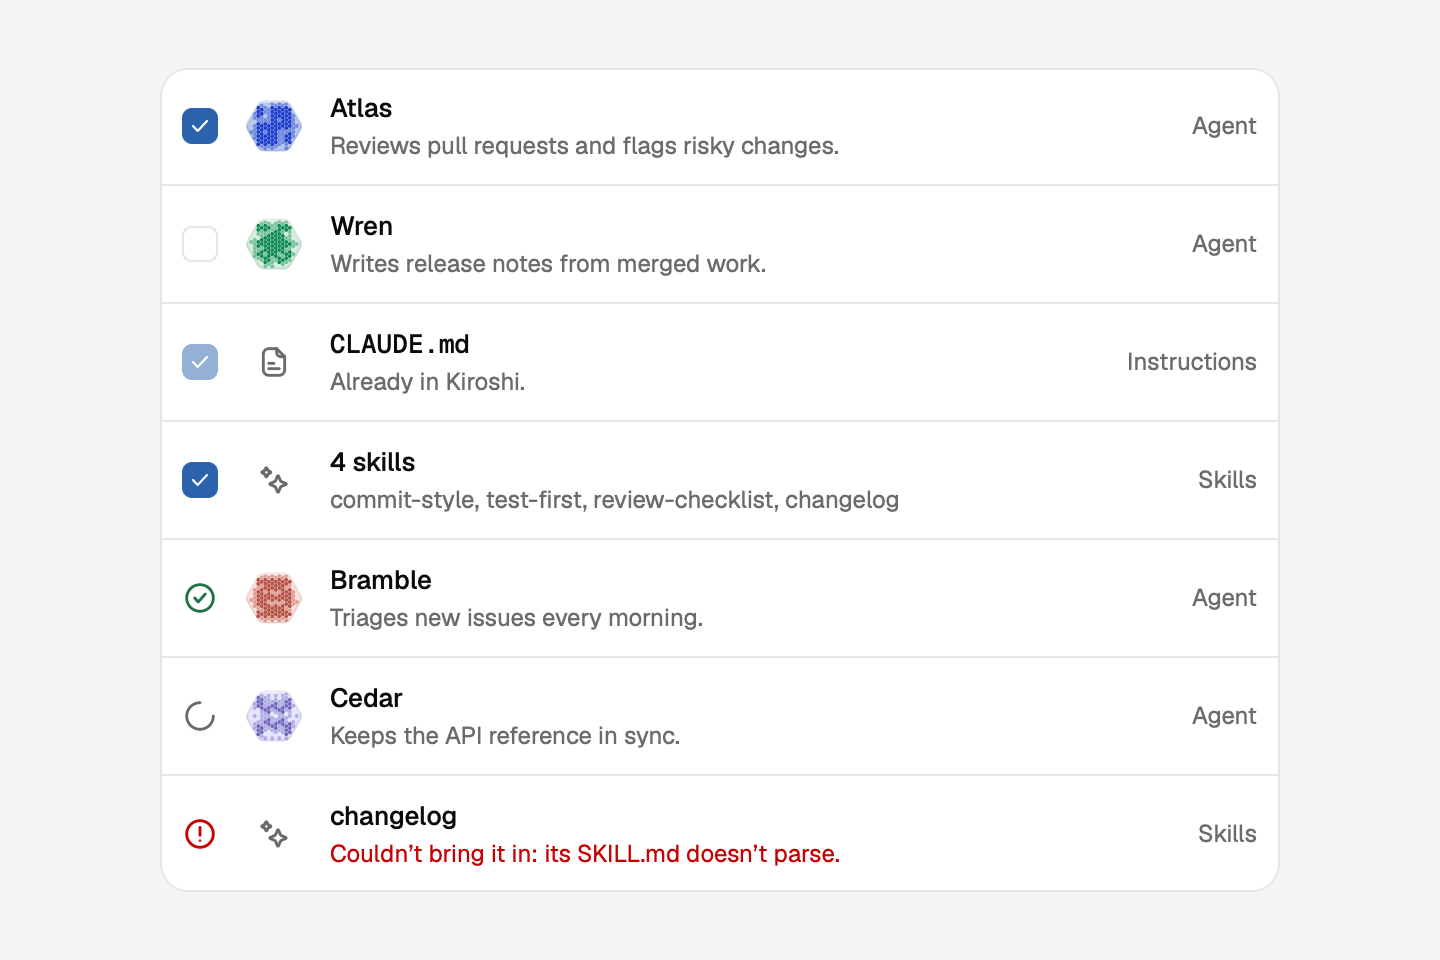 Atlas
Reviews pull requests and flags risky changes.
Agent
Wren
Writes release notes from merged work.
Agent
CLAUDE.md
Already in Kiroshi.
Instructions
4 skills
commit-style, test-first, review-checklist, changelog
Skills
Bramble
Triages new issues every morning.
Agent
Cedar
Keeps the API reference in sync.
Agent
changelog
Couldn’t bring it in: its SKILL.md doesn’t parse.
Skills